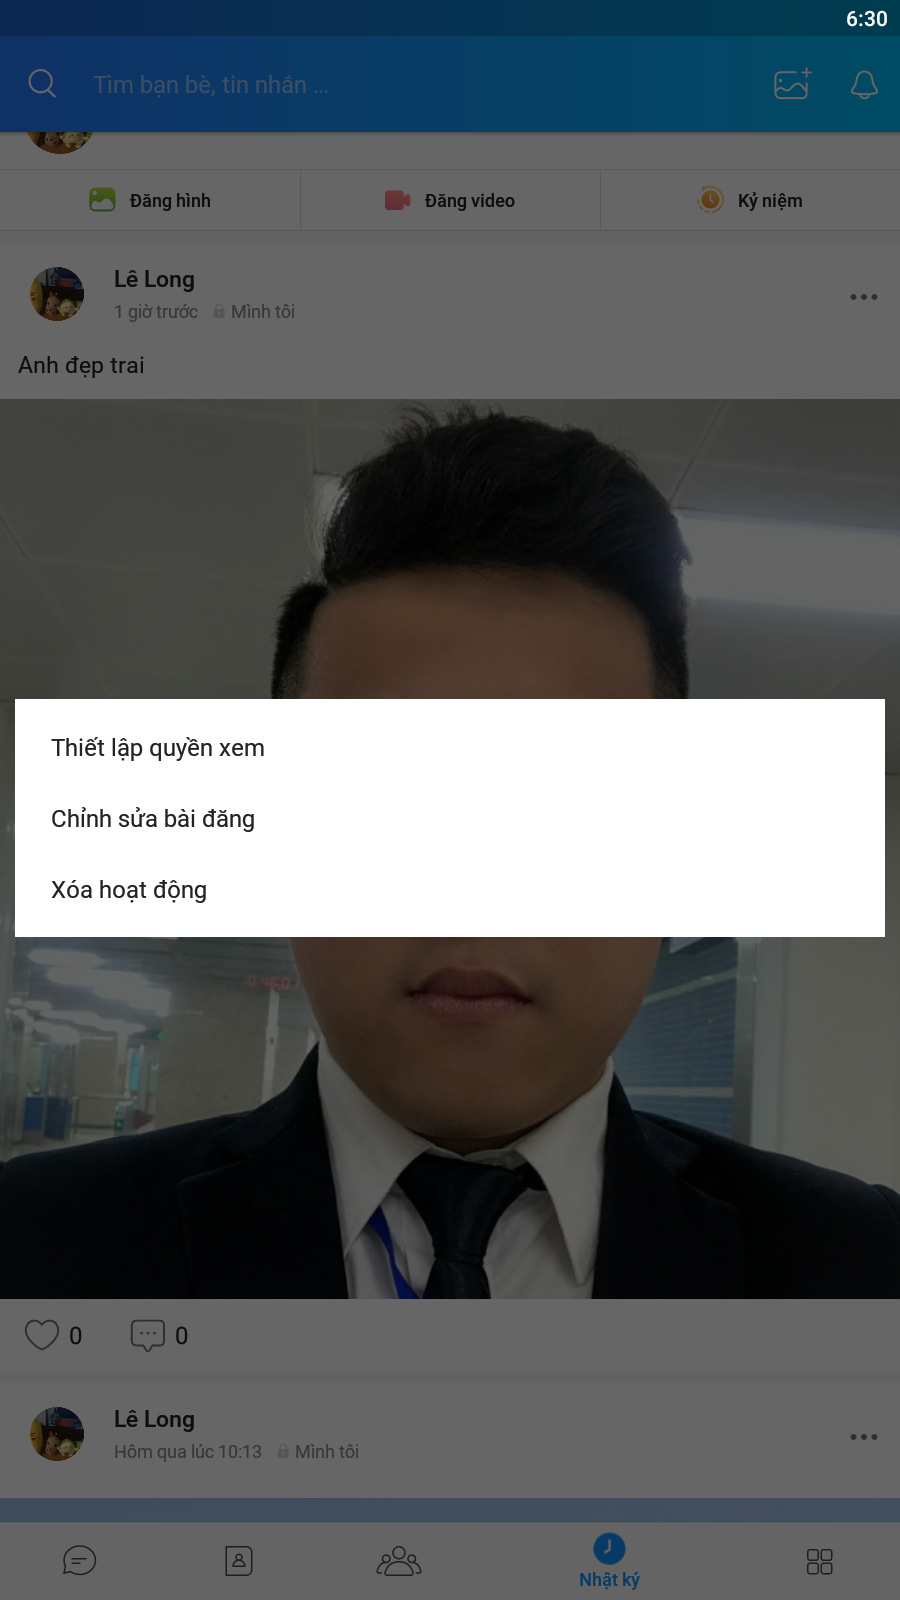 6:30
Tìm bạn bè, tin nhắn ...
Đăng hình
Đăng video
Kỷ niệm
Lê Long
1 giờ trước Mình tôi
Anh đẹp trai
Thiết lập quyền xem
Chỉnh sửa bài đăng
Xóa hoạt động
0 0
Lê Long
Hôm qua lúc 10:13 Mình tôi
Nhật ký